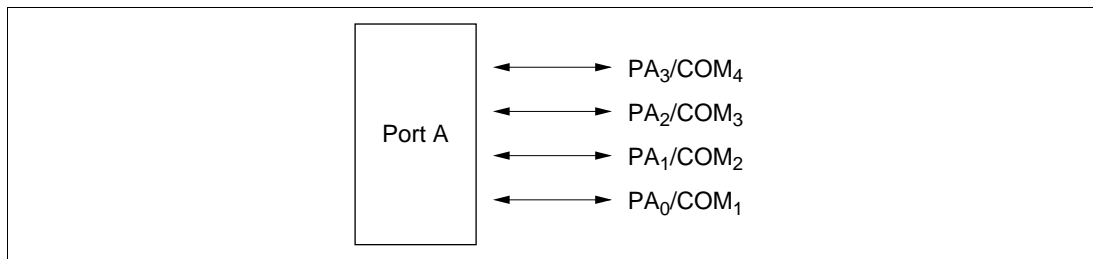 Port A
PA₃/COM₄
PA₂/COM₃
PA₁/COM₂
PA₀/COM₁